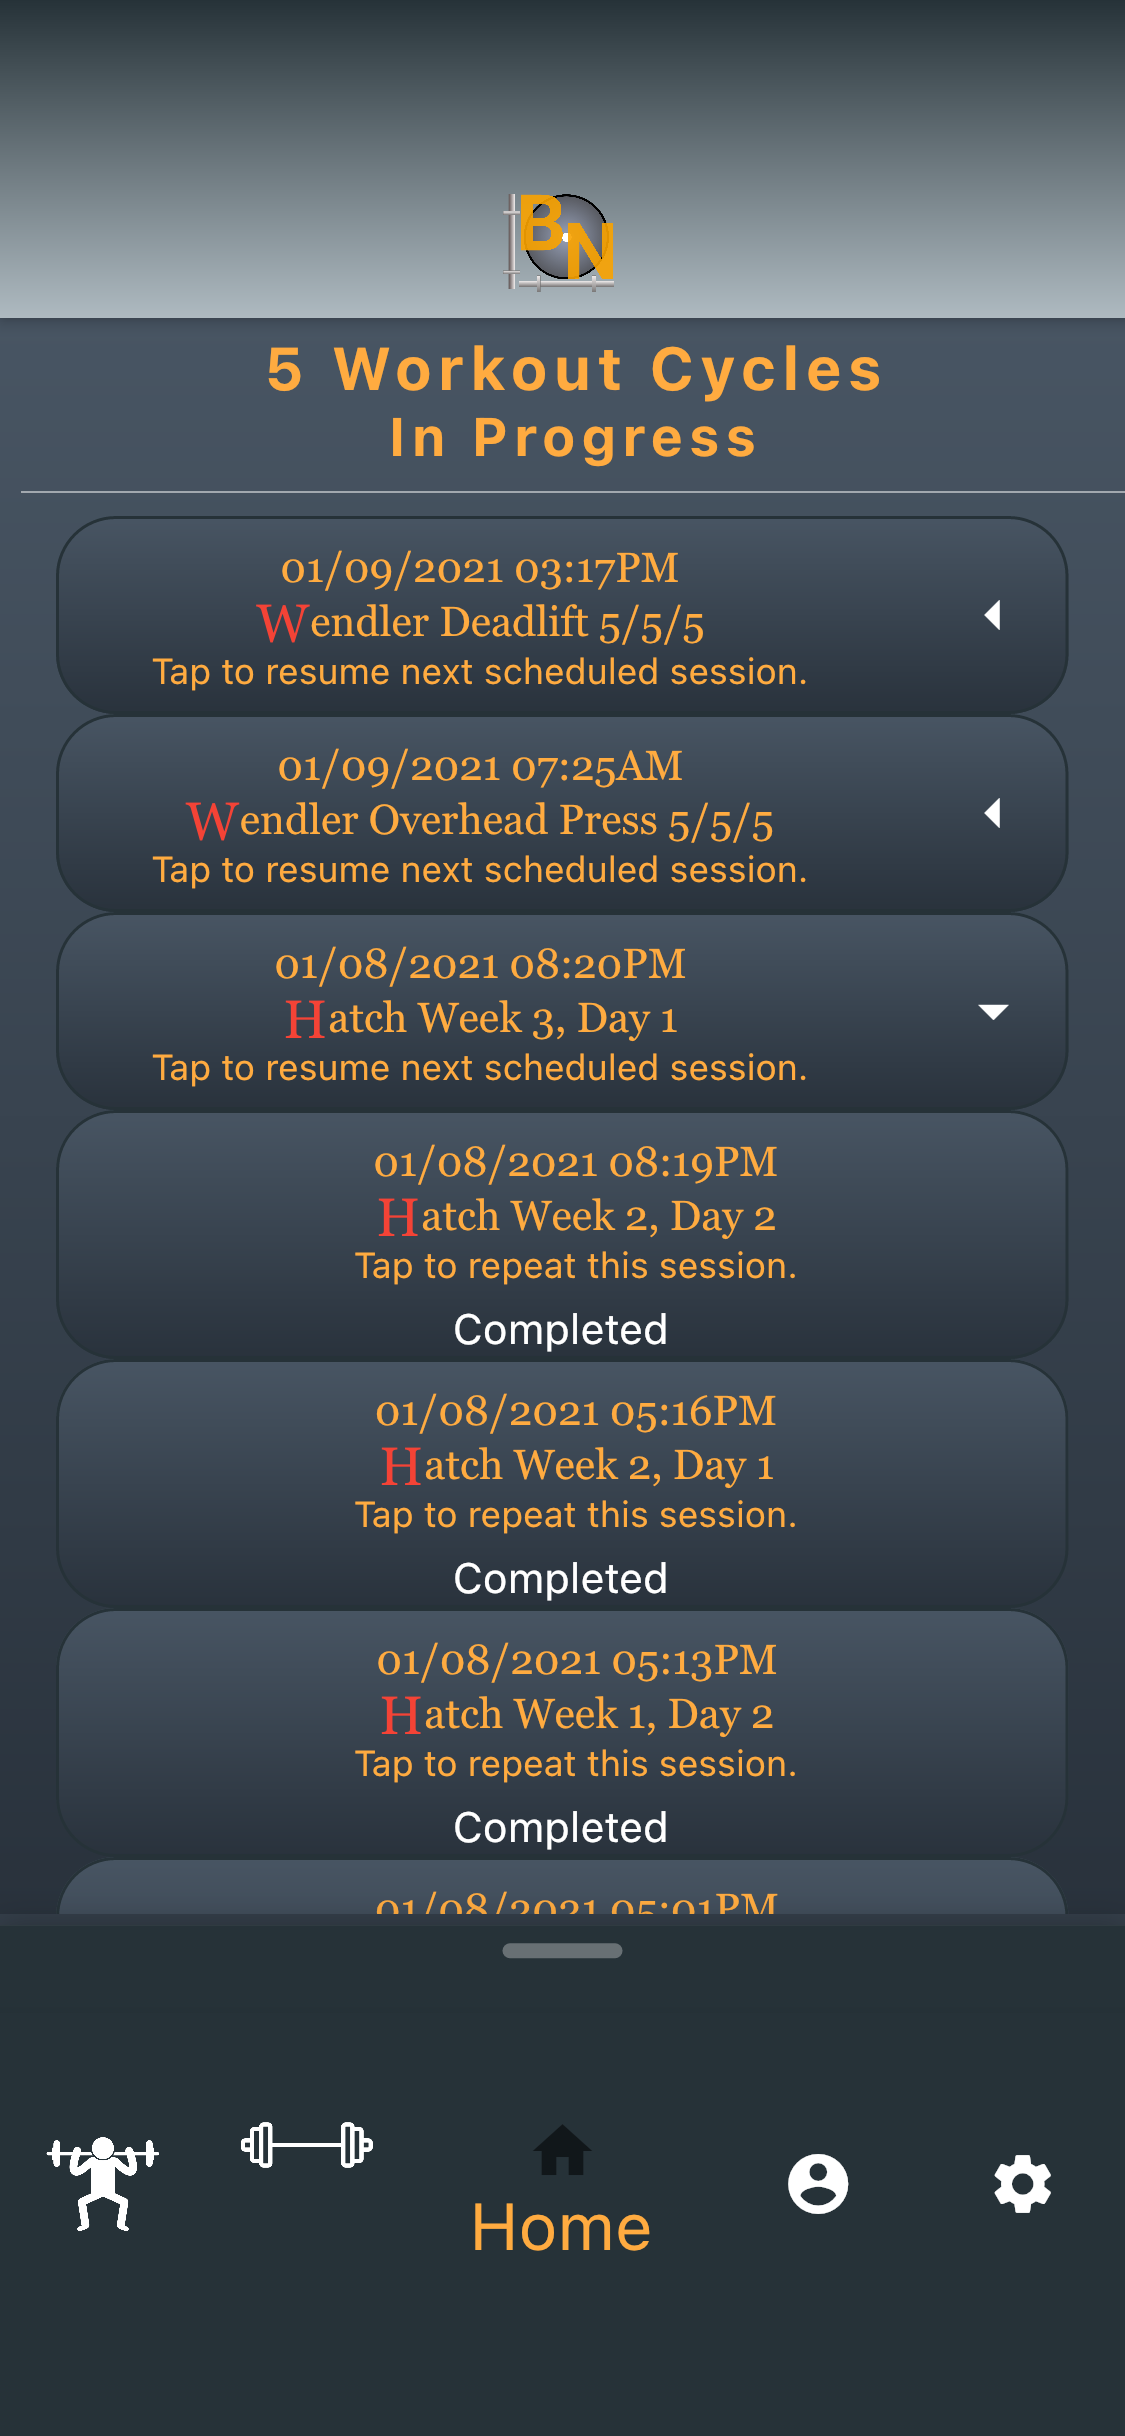 BN
5 Workout Cycles
In Progress
01/09/2021 03:17PM
Wendler Deadlift 5/5/5
Tap to resume next scheduled session.
01/09/2021 07:25AM
Wendler Overhead Press 5/5/5
Tap to resume next scheduled session.
01/08/2021 08:20PM
Hatch Week 3, Day 1
Tap to resume next scheduled session.
01/08/2021 08:19PM
Hatch Week 2, Day 2
Tap to repeat this session.
Completed
01/08/2021 05:16PM
Hatch Week 2, Day 1
Tap to repeat this session.
Completed
01/08/2021 05:13PM
Hatch Week 1, Day 2
Tap to repeat this session.
Completed
01/08/2021 05:01PM
Home